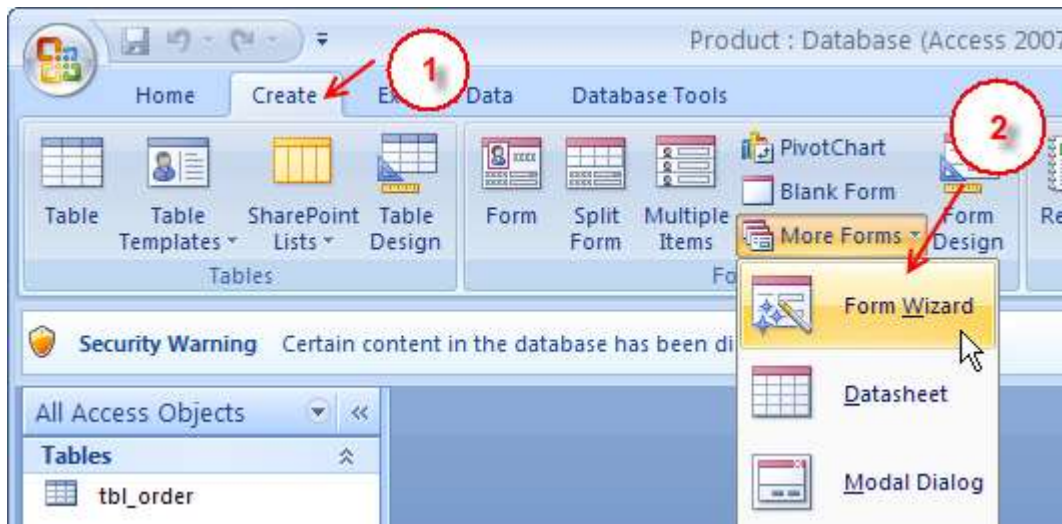 Product : Database (Access 2007
1
Home Create Data Database Tools
2
PivotChart
Blank Form
More Forms
Table
Table Templates
SharePoint Lists
Table Design
Form
Split Form
Multiple Items
Form Design
Re
Tables
Fo
Form Wizard
Security Warning Certain content in the database has been di
Datasheet
All Access Objects
Tables
Modal Dialog
tbl_order